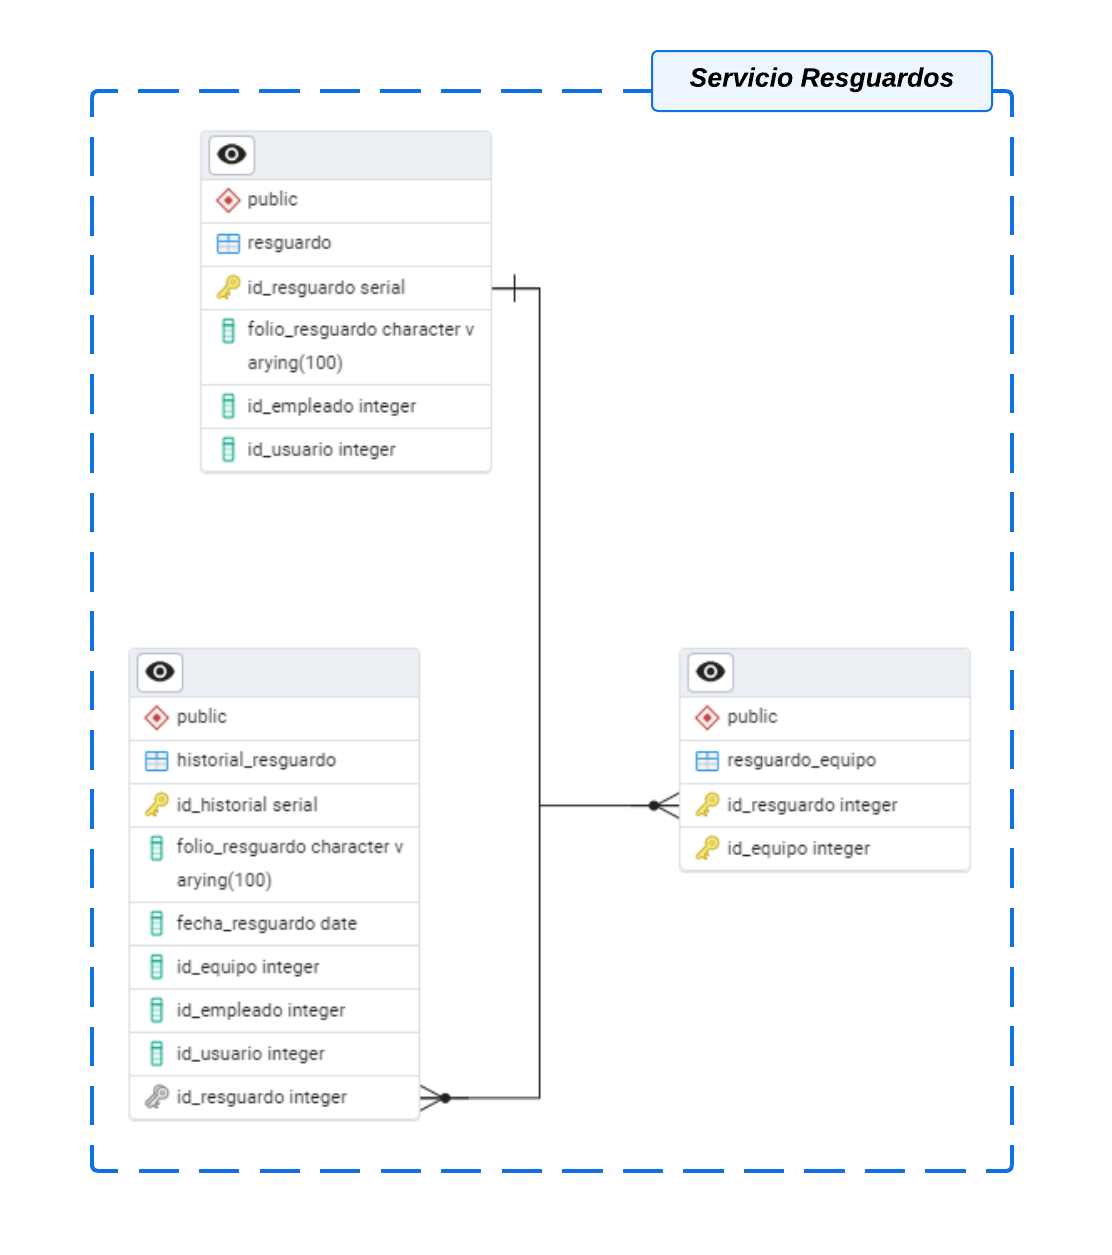 Servicio Resguardos
public
resguardo
id_resguardo serial
folio_resguardo character v
arying(100)
id_empleado integer
id_usuario integer
public
historial_resguardo
id_historial serial
folio_resguardo character v
arying(100)
fecha_resguardo date
id_equipo integer
id_empleado integer
id_usuario integer
id_resguardo integer
public
resguardo_equipo
id_resguardo integer
id_equipo integer